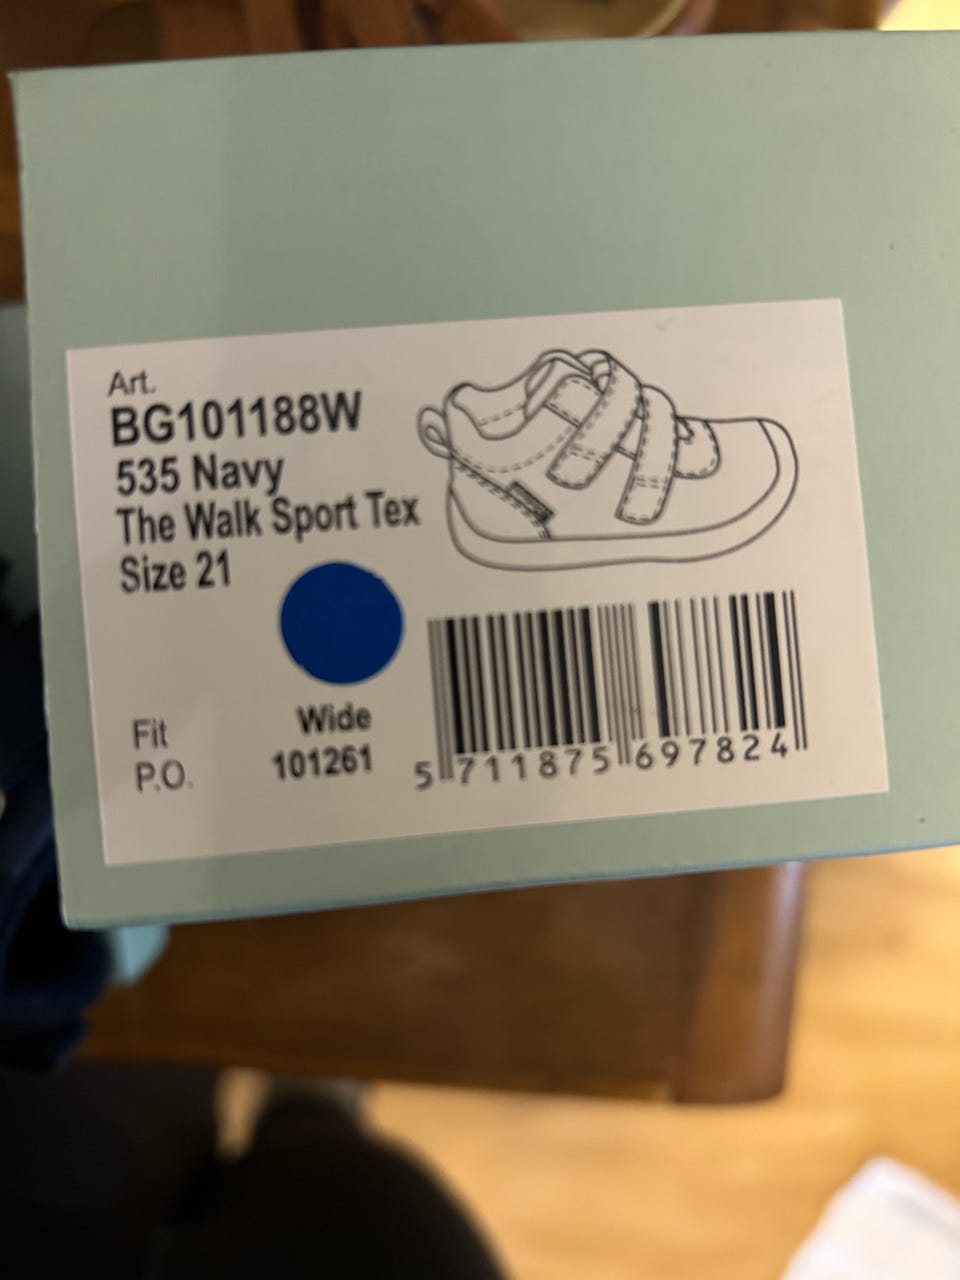 Art.
BG101188W
535 Navy
The Walk Sport Tex
Size 21
Fit Wide
P.O. 101261
5 711875 697824